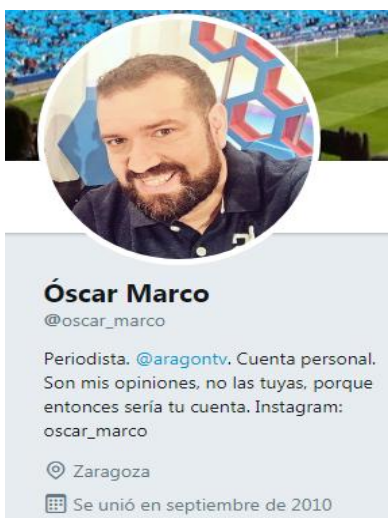 Óscar Marco
@oscar_marco
Periodista. @aragontv. Cuenta personal.
Son mis opiniones, no las tuyas, porque
entonces sería tu cuenta. Instagram:
oscar_marco
Zaragoza
Se unió en septiembre de 2010